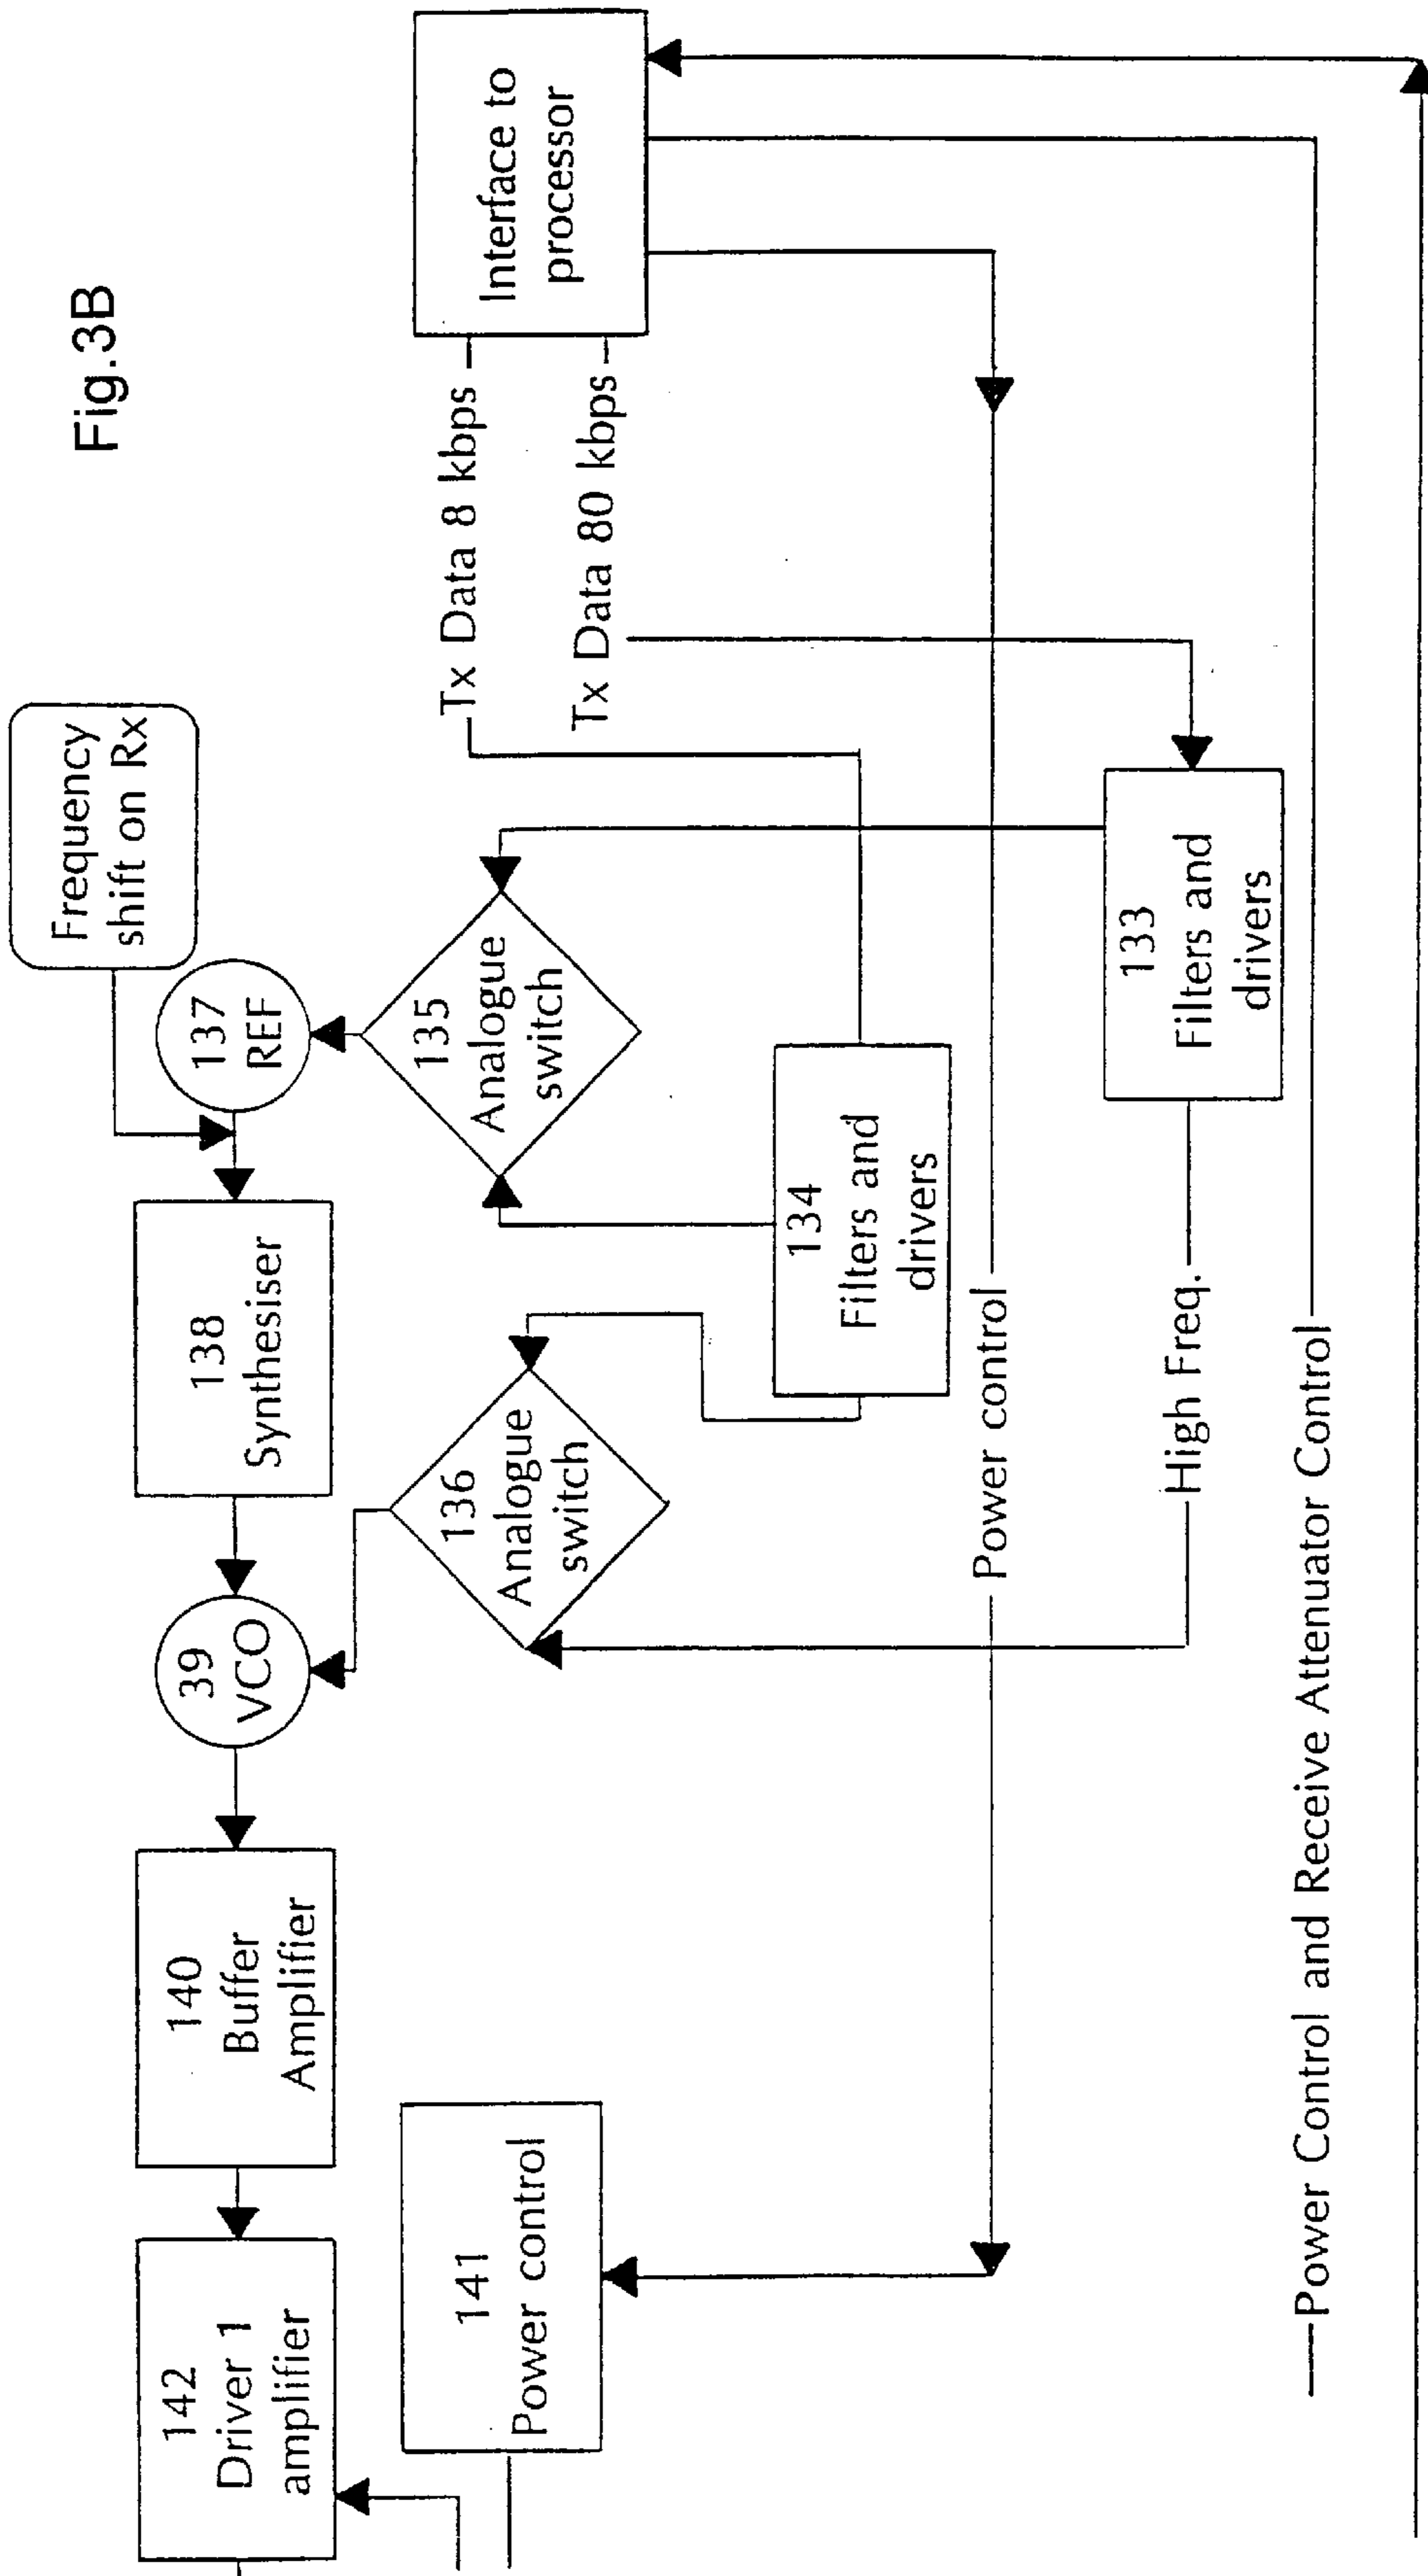 Fig.3B
Frequency
shift on Rx
142
Driver 1
amplifier
140
Buffer
Amplifier
39
VCO
138
Synthesiser
137
REF
141
Power control
136
Analogue
switch
135
Analogue
switch
Tx Data 8 kbps
Tx Data 80 kbps
Interface to
processor
134
Filters and
drivers
Power control
133
Filters and
drivers
High Freq.
Power Control and Receive Attenuator Control